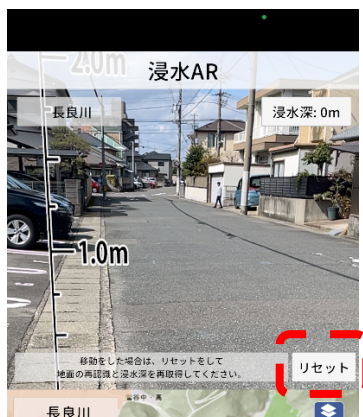 2.0m
浸水AR
長良川
浸水深: 0m
1.0m
移動をした場合は、リセットをして
地面の再認識と浸水深を再取得してください。
リセット
長良川